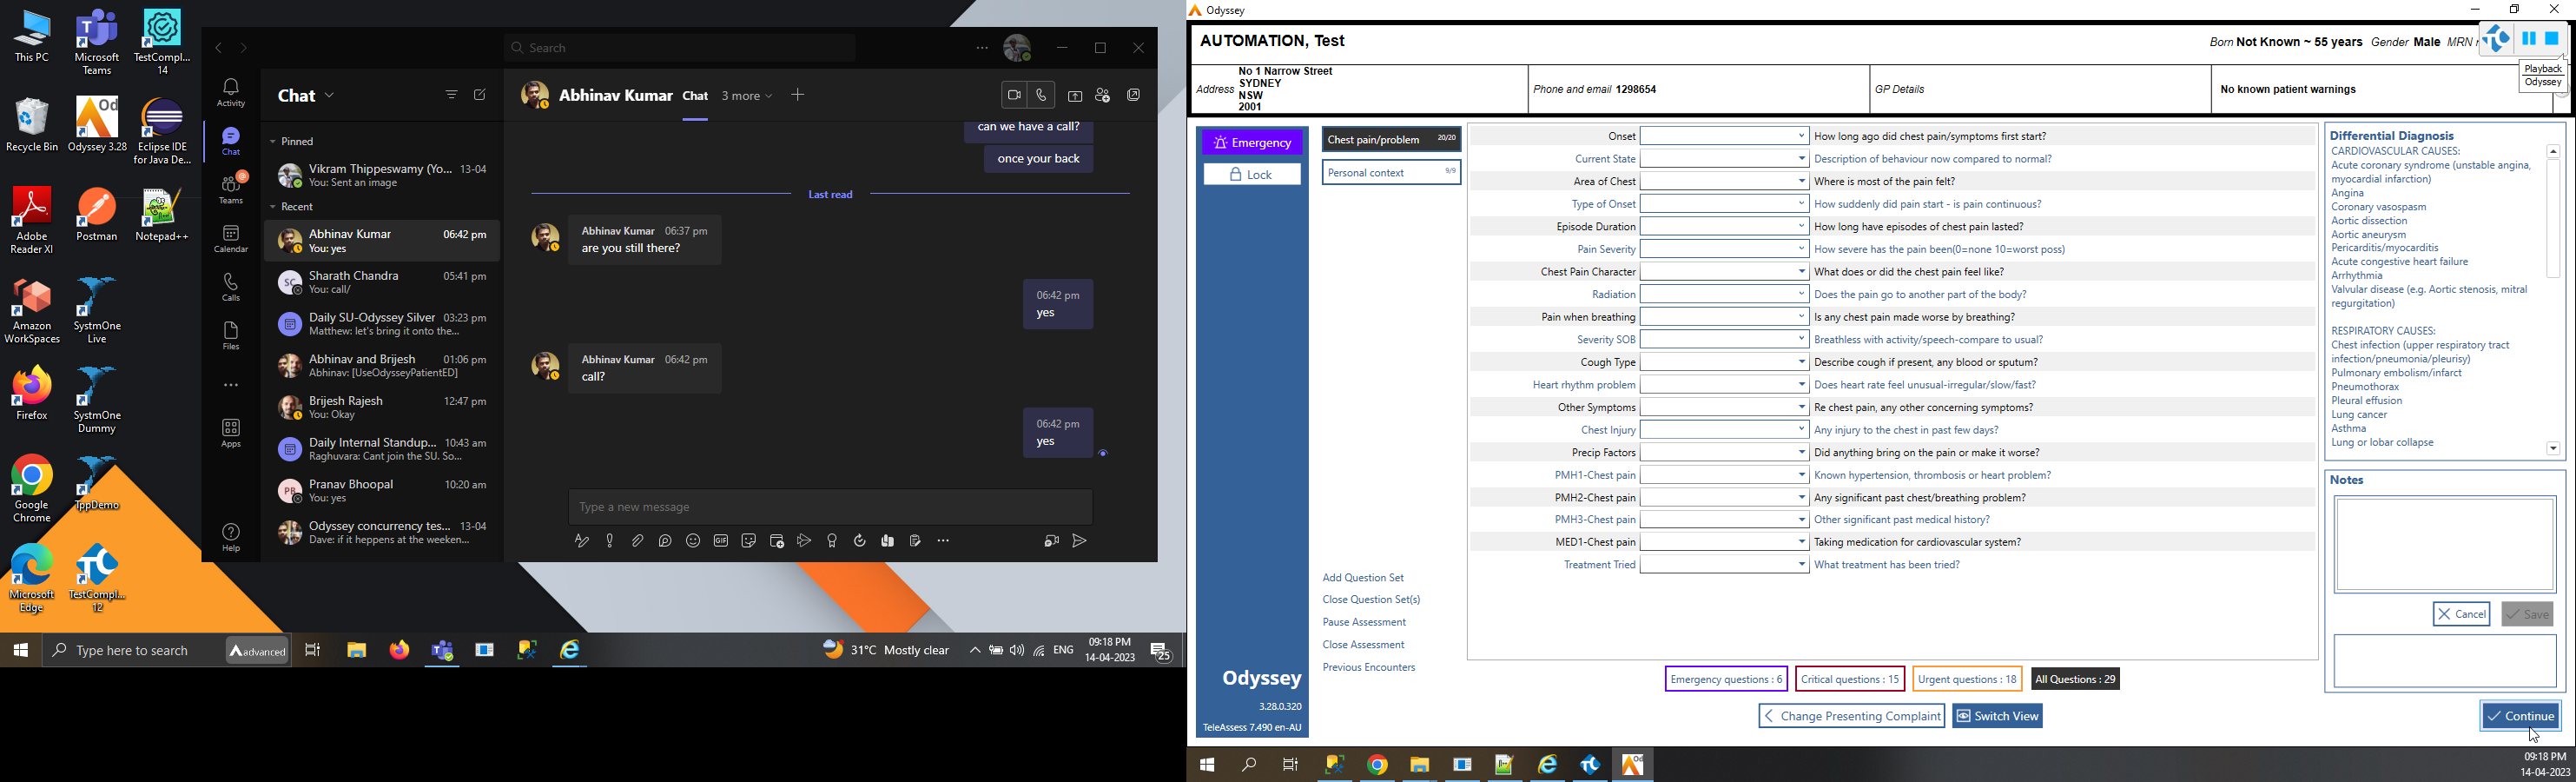 This PC
Microsoft Teams
TestCompl... 14
Recycle Bin
Odyssey 3.28
Eclipse IDE for Java De...
Adobe Reader XI
Postman
Notepad++
Amazon WorkSpaces
SystmOne Live
Firefox
SystmOne Dummy
Google Chrome
TppDemo
Microsoft Edge
TestCompl... 12
Search
Activity
Chat
Teams
Calendar
Calls
Files
Apps
Help
Chat
Pinned
Vikram Thippeswamy (Yo... 13-04
You: Sent an image
Recent
Abhinav Kumar 06:42 pm
You: yes
SC
Sharath Chandra 05:41 pm
You: call/
Daily SU-Odyssey Silver 03:23 pm
Matthew: let's bring it onto the...
Abhinav and Brijesh 01:06 pm
Abhinav: [UseOdysseyPatientED]
Brijesh Rajesh 12:47 pm
You: Okay
Daily Internal Standup... 10:43 am
Raghuvara: Cant join the SU. So...
PB
Pranav Bhoopal 10:20 am
You: yes
Odyssey concurrency tes... 13-04
Dave: if it heppens at the weeken...
Abhinav Kumar Chat 3 more
can we have a call?
once your back
Last read
Abhinav Kumar 06:37 pm
are you still there?
06:42 pm
yes
Abhinav Kumar 06:42 pm
call?
06:42 pm
yes
Type a new message
GIF
Type here to search
advanced
31°C Mostly clear
ENG
09:18 PM
14-04-2023
25
Odyssey
AUTOMATION, Test
Born Not Known ~ 55 years Gender Male MRN
Playback
Odyssey
Address No 1 Narrow Street
SYDNEY
NSW
2001
Phone and email 1298654
GP Details
No known patient warnings
Emergency
Lock
Chest pain/problem 20/20
Personal context 9/9
Onset How long ago did chest pain/symptoms first start?
Current State Description of behaviour now compared to normal?
Area of Chest Where is most of the pain felt?
Type of Onset How suddenly did pain start - is pain continuous?
Episode Duration How long have episodes of chest pain lasted?
Pain Severity How severe has the pain been(0=none 10=worst poss)
Chest Pain Character What does or did the chest pain feel like?
Radiation Does the pain go to another part of the body?
Pain when breathing Is any chest pain made worse by breathing?
Severity SOB Breathless with activity/speech-compare to usual?
Cough Type Describe cough if present, any blood or sputum?
Heart rhythm problem Does heart rate feel unusual-irregular/slow/fast?
Other Symptoms Re chest pain, any other concerning symptoms?
Chest Injury Any injury to the chest in past few days?
Precip Factors Did anything bring on the pain or make it worse?
PMH1-Chest pain Known hypertension, thrombosis or heart problem?
PMH2-Chest pain Any significant past chest/breathing problem?
PMH3-Chest pain Other significant past medical history?
MED1-Chest pain Taking medication for cardiovascular system?
Treatment Tried What treatment has been tried?
Add Question Set
Close Question Set(s)
Pause Assessment
Close Assessment
Previous Encounters
Odyssey
3.28.0.320
TeleAssess 7.490 en-AU
Emergency questions : 6
Critical questions : 15
Urgent questions : 18
All Questions : 29
Change Presenting Complaint
Switch View
Differential Diagnosis
CARDIOVASCULAR CAUSES:
Acute coronary syndrome (unstable angina,
myocardial infarction)
Angina
Coronary vasospasm
Aortic dissection
Aortic aneurysm
Pericarditis/myocarditis
Acute congestive heart failure
Arrhythmia
Valvular disease (e.g. Aortic stenosis, mitral
regurgitation)
RESPIRATORY CAUSES:
Chest infection (upper respiratory tract
infection/pneumonia/pleurisy)
Pulmonary embolism/infarct
Pneumothorax
Pleural effusion
Lung cancer
Asthma
Lung or lobar collapse
Notes
Cancel
Save
Continue
09:18 PM
14-04-2023